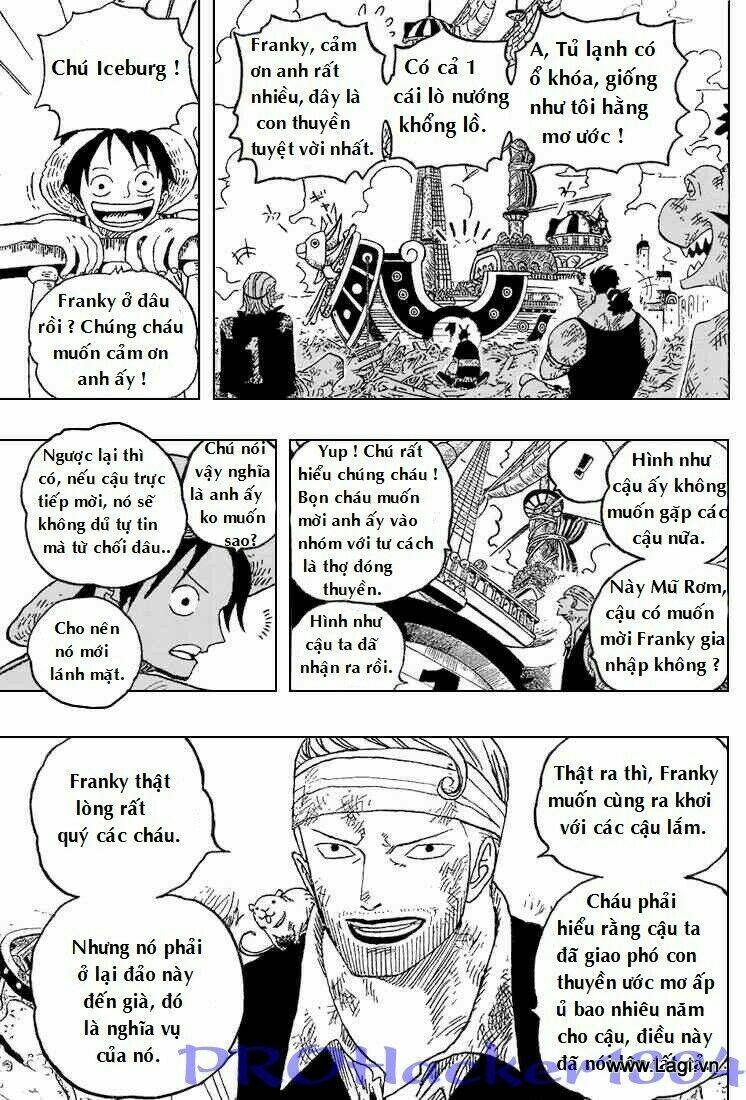 A, Tủ lạnh có
ổ khóa, giống
như tôi hằng
mơ ước !
Có cả 1
cái lò nướng
khổng lồ.
Franky, cảm
ơn anh rất
nhiều, đây là
con thuyền
tuyệt vời nhất.
Chú Iceburg !
Franky ở đâu
rồi ? Chúng cháu
muốn cảm ơn
anh ấy !
1
Hình như
cậu ấy không
muốn gặp các
cậu nữa.
!
Này Mũ Rơm,
cậu có muốn
mời Franky gia
nhập không ?
Yup ! Chú rất
hiểu chúng cháu !
Bọn cháu muốn
mời anh ấy vào
nhóm với tư cách
là thợ đóng
thuyền.
Hình như
cậu ta đã
nhận ra rồi.
1
Chú nói
vậy nghĩa
là anh ấy
ko muốn
sao?
Ngược lại thì
có, nếu cậu trực
tiếp mời, nó sẽ
không đủ tự tin
mà từ chối đâu..
Cho nên
nó mới
lánh mặt.
Thật ra thì, Franky
muốn cùng ra khơi
với các cậu lắm.
Cháu phải
hiểu rằng cậu ta
đã giao phó con
thuyền ước mơ ấp
ủ bao nhiêu năm
cho cậu, điều này
đã nói lên tất cả.
Franky thật
lòng rất
quý các cháu.
Nhưng nó phải
ở lại đảo này
đến già, đó
là nghĩa vụ
của nó.
PROHacker1884
www.Lagi.vn